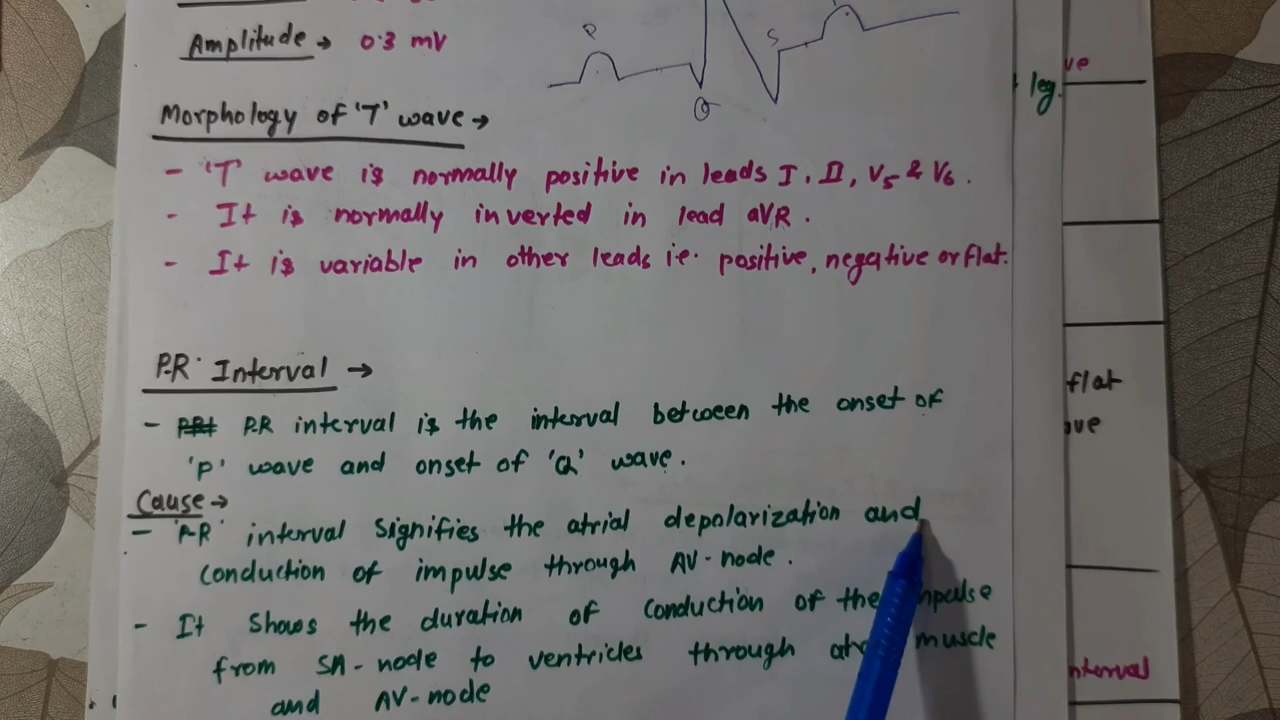 Amplitude → 0.3 mV
P
S
Q
Morphology of 'T' wave →
- 'T' wave is normally positive in leads I, II, V5 & V6.
- It is normally inverted in lead aVR.
- It is variable in other leads i.e. positive, negative or flat.
P-R Interval →
- P-R interval is the interval between the onset of
'P' wave and onset of 'Q' wave.
Cause →
- 'P-R' interval signifies the atrial depolarization and
conduction of impulse through AV-node.
- It shows the duration of conduction of the impulse
from SA-node to ventricles through muscle
and AV-node
ve
leg.
flat
ove
nterval